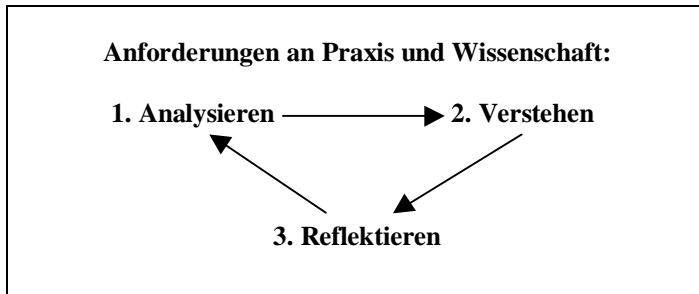 Anforderungen an Praxis und Wissenschaft:
1. Analysieren
2. Verstehen
3. Reflektieren